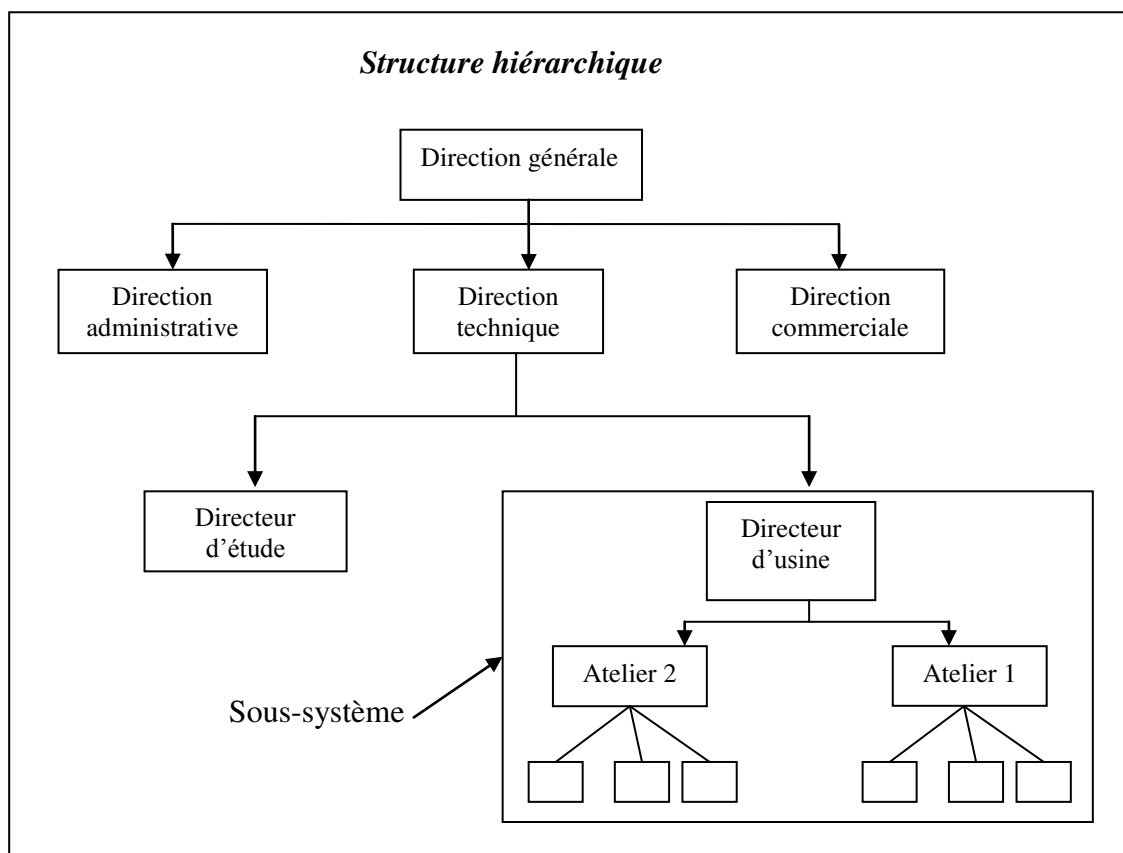 Structure hiérarchique
Direction générale
Direction
administrative
Direction
technique
Direction
commerciale
Directeur
d’étude
Directeur
d’usine
Atelier 2
Atelier 1
Sous-système